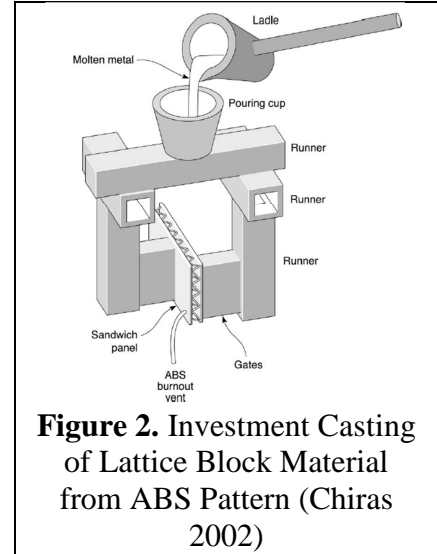 Ladle
Molten metal
Pouring cup
Runner
Runner
Runner
Sandwich
panel
Gates
ABS
burnout
vent
Figure 2. Investment Casting
of Lattice Block Material
from ABS Pattern (Chiras
2002)